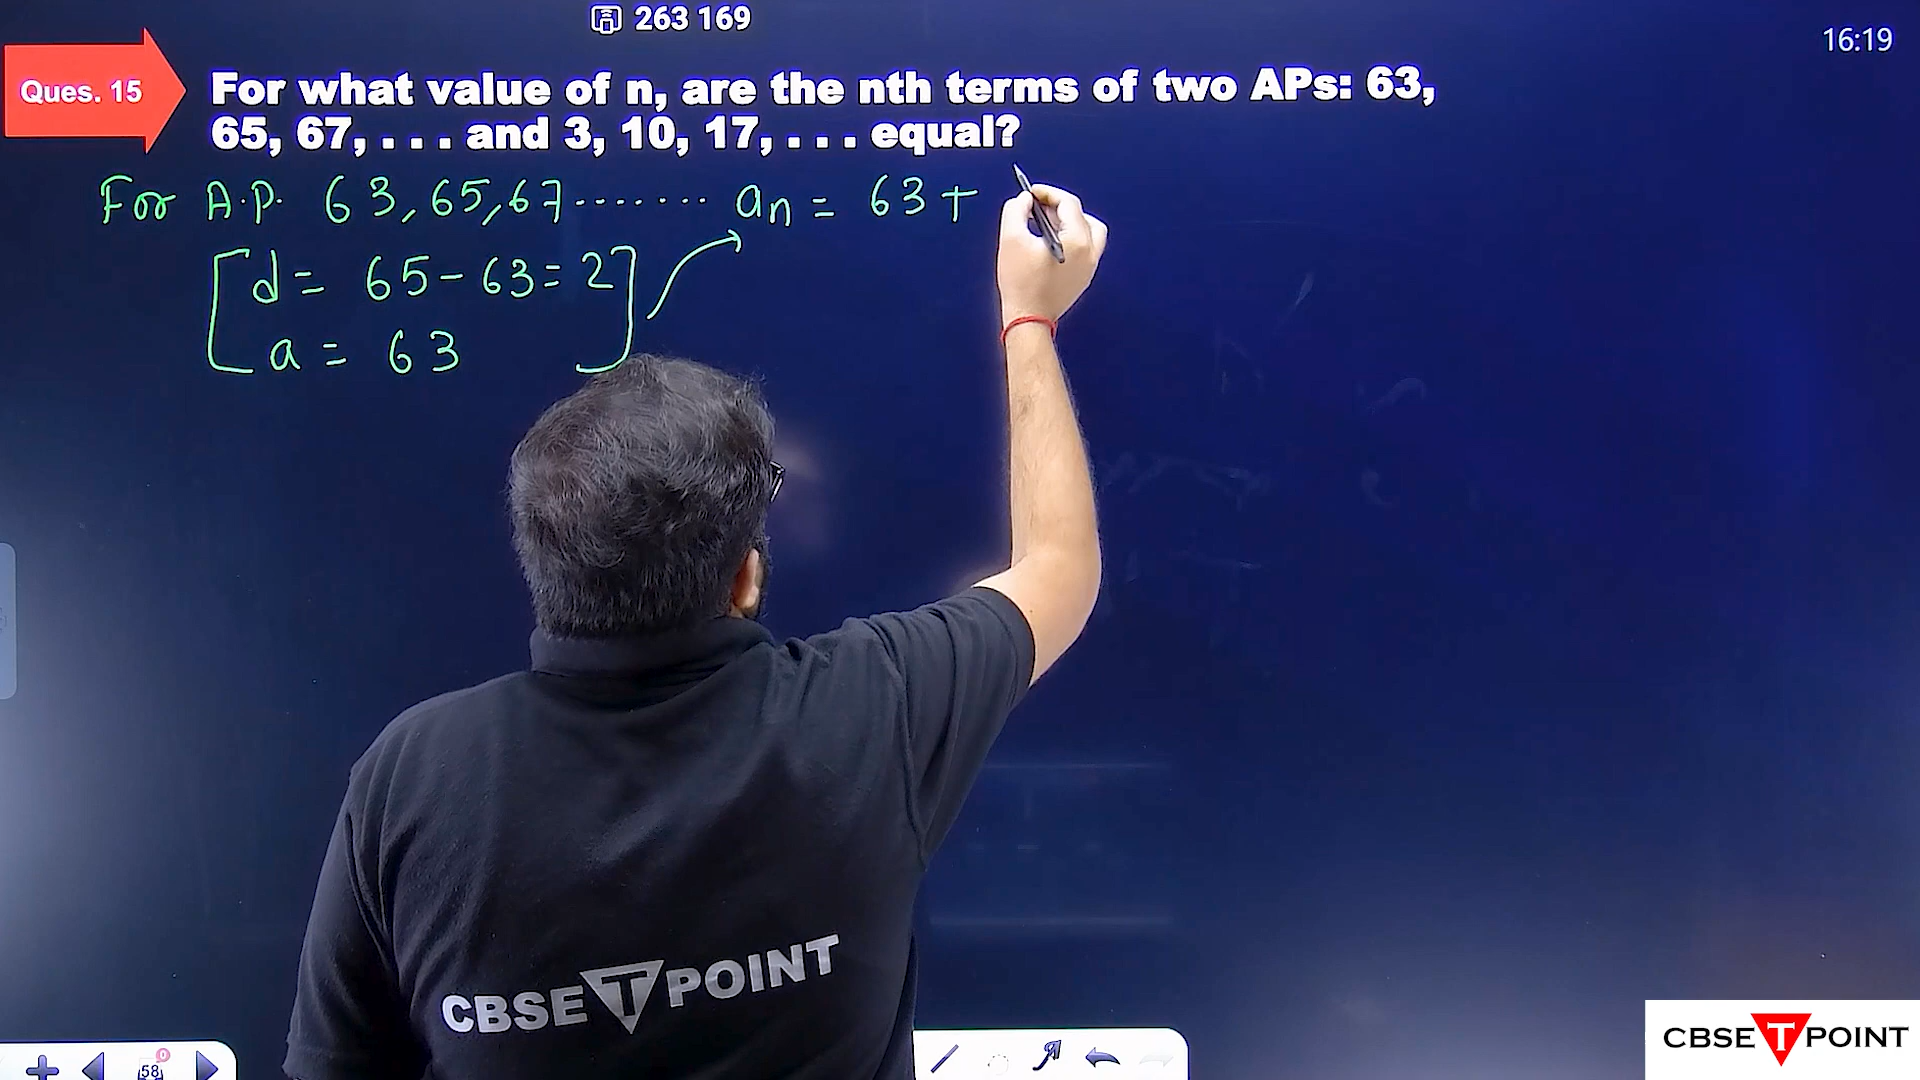 263 169
16:19
Ques. 15
For what value of n, are the nth terms of two APs: 63,
65, 67, . . . and 3, 10, 17, . . . equal?
For A.P. 63, 65, 67 ....... an = 63 +
d = 65 - 63 = 2
a = 63
CBSE T POINT
58
0
CBSE T POINT